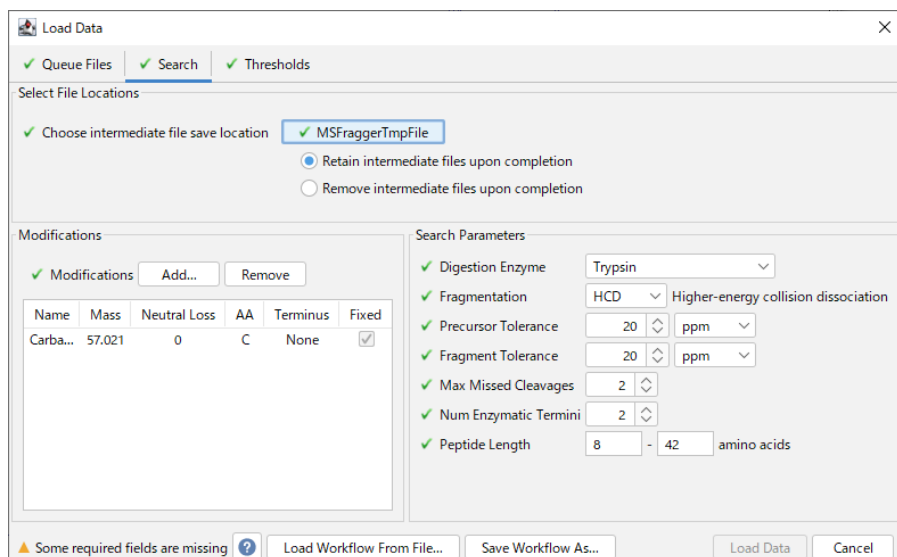 Load Data
Queue Files Search Thresholds
Select File Locations
Choose intermediate file save location MSFraggerTmpFile
Retain intermediate files upon completion
Remove intermediate files upon completion
Modifications
Modifications Add... Remove
Name Mass Neutral Loss AA Terminus Fixed
Carba... 57.021 0 C None
Search Parameters
Digestion Enzyme Trypsin
Fragmentation HCD Higher-energy collision dissociation
Precursor Tolerance 20 ppm
Fragment Tolerance 20 ppm
Max Missed Cleavages 2
Num Enzymatic Termini 2
Peptide Length 8 - 42 amino acids
Some required fields are missing ? Load Workflow From File... Save Workflow As... Load Data Cancel